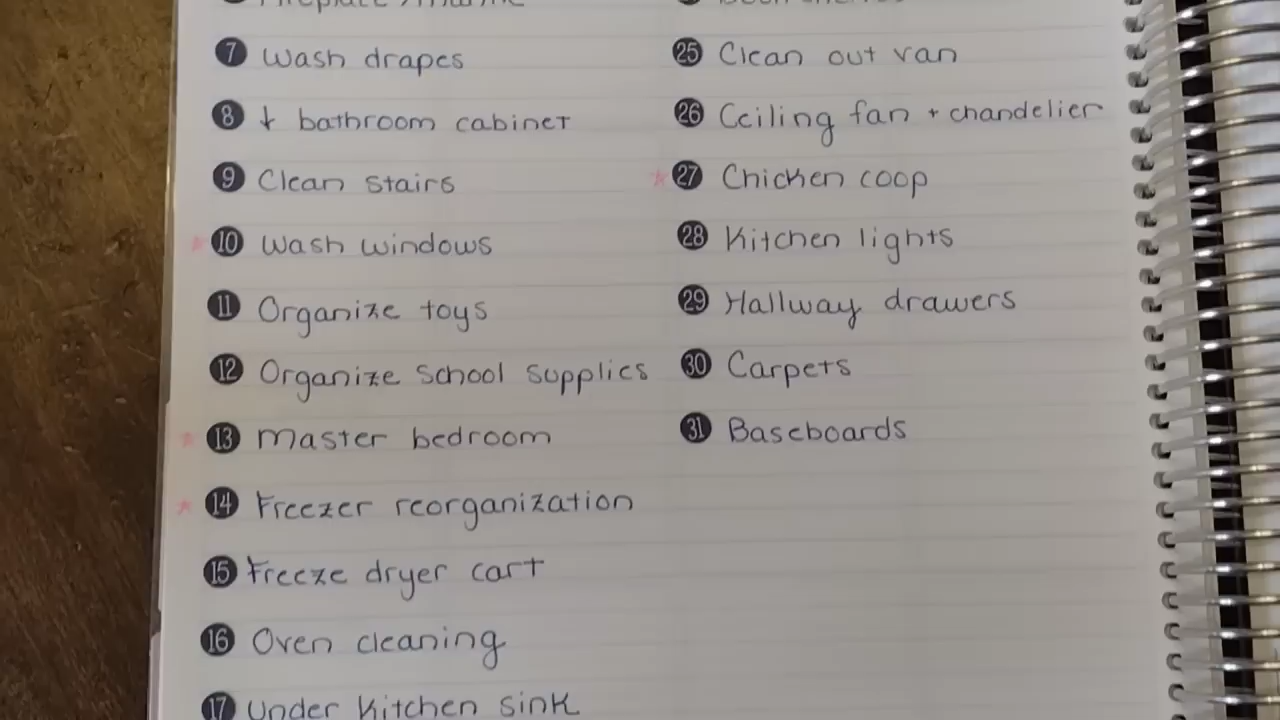 7 Wash drapes
8 ↓ bathroom cabinet
9 Clean stairs
10 Wash windows
11 Organize toys
12 Organize school supplies
13 Master bedroom
14 Freezer reorganization
15 Freeze dryer cart
16 Oven cleaning
17 Under kitchen sink
25 Clean out van
26 Ceiling fan + chandelier
27 Chicken coop
28 Kitchen lights
29 Hallway drawers
30 Carpets
31 Baseboards